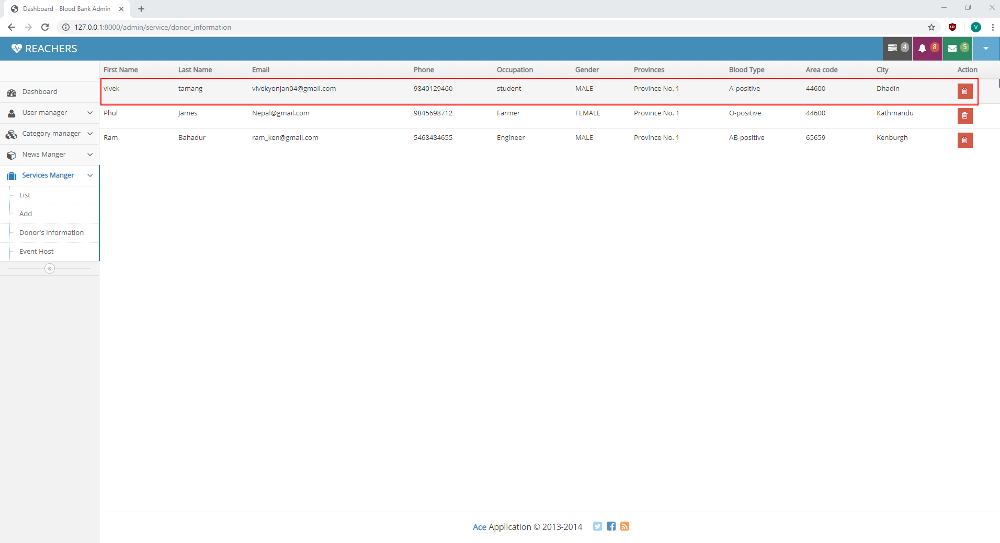 Dashboard - Blood Bank Admin
127.0.0.1:8000/admin/service/donor_information
V
REACHERS
4
8
5
First Name Last Name Email Phone Occupation Gender Provinces Blood Type Area code City Action
vivek tamang vivekyonjan04@gmail.com 9840129460 student MALE Province No. 1 A-positive 44600 Dhadin
Phul James Nepal@gmail.com 9845698712 Farmer FEMALE Province No. 1 O-positive 44600 Kathmandu
Ram Bahadur ram_ken@gmail.com 5468484655 Engineer MALE Province No. 1 AB-positive 65659 Kenburgh
Dashboard
User manager
Category manager
News Manger
Services Manger
List
Add
Donor's Information
Event Host
Ace Application © 2013-2014